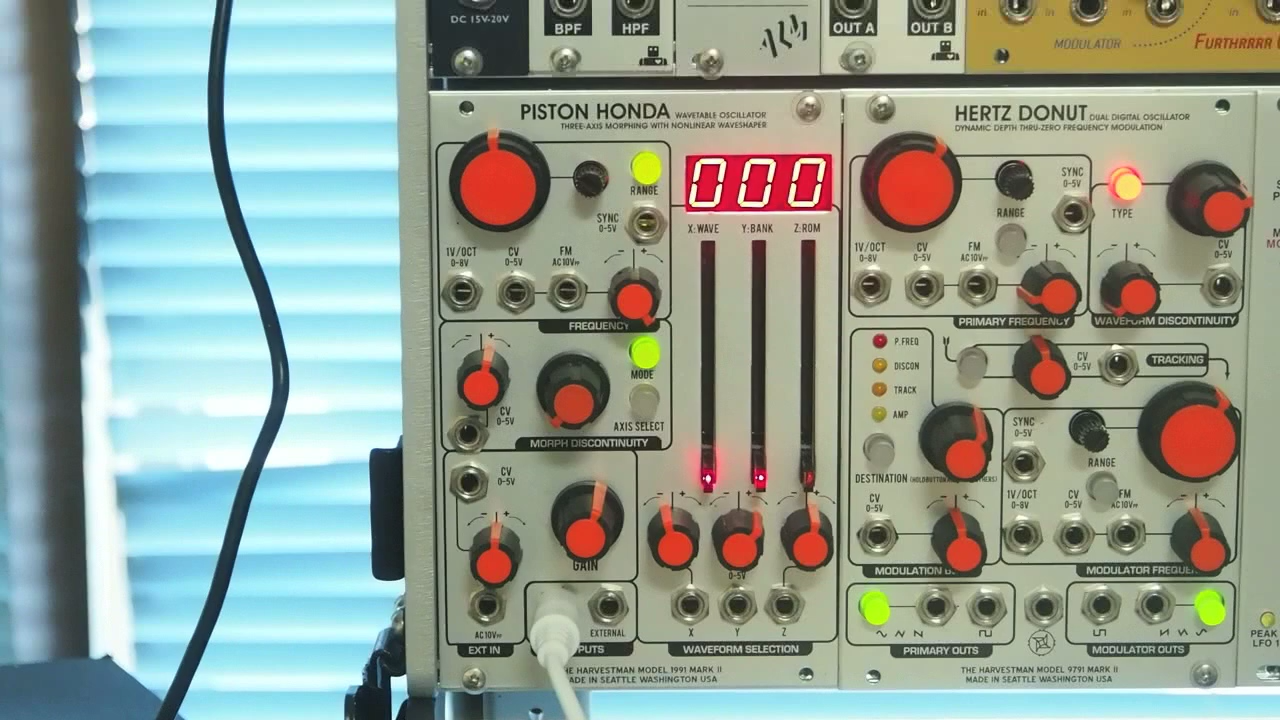 DC 15V-20V
BPF
HPF
OUT A
OUT B
in
in
in
in
MODULATOR
FURTHRRRR
PISTON HONDA WAVETABLE OSCILLATOR
THREE-AXIS MORPHING WITH NONLINEAR WAVESHAPER
RANGE
SYNC
0-5V
1V/OCT
0-8V
CV
0-5V
FM
AC10VPP
- +
FREQUENCY
000
X:WAVE
Y:BANK
Z:ROM
- +
CV
0-5V
MODE
AXIS SELECT
MORPH DISCONTINUITY
CV
0-5V
- +
GAIN
AC10VPP
EXT IN
EXTERNAL
PUTS
- +
- +
- +
0-5V
X
Y
Z
WAVEFORM SELECTION
THE HARVESTMAN MODEL 1991 MARK II
MADE IN SEATTLE WASHINGTON USA
HERTZ DONUT DUAL DIGITAL OSCILLATOR
DYNAMIC DEPTH THRU-ZERO FREQUENCY MODULATION
RANGE
SYNC
0-5V
1V/OCT
0-8V
CV
0-5V
FM
AC10VPP
- +
PRIMARY FREQUENCY
TYPE
CV
0-5V
- +
WAVEFORM DISCONTINUITY
P.FREQ
DISCON
TRACK
AMP
DESTINATION
CV
0-5V
TRACKING
CV
0-5V
- +
MODULATION
SYNC
0-5V
RANGE
1V/OCT
0-8V
CV
0-5V
FM
AC10VPP
- +
MODULATOR FREQUE
PRIMARY OUTS
MODULATOR OUTS
THE HARVESTMAN MODEL 9791 MARK II
MADE IN SEATTLE WASHINGTON USA
PEAK
LFO 1